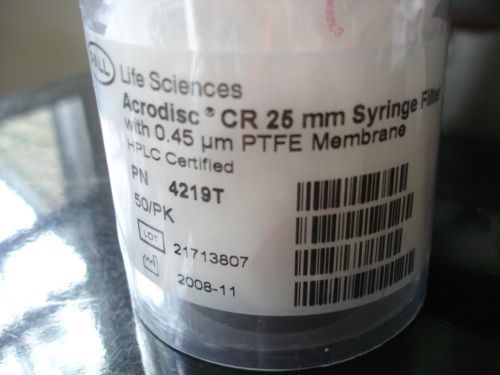 PALL
Life Sciences
Acrodisc® CR 25 mm Syringe Filter
with 0.45 µm PTFE Membrane
HPLC Certified
PN 4219T
50/PK
LOT 21713807
2008-11